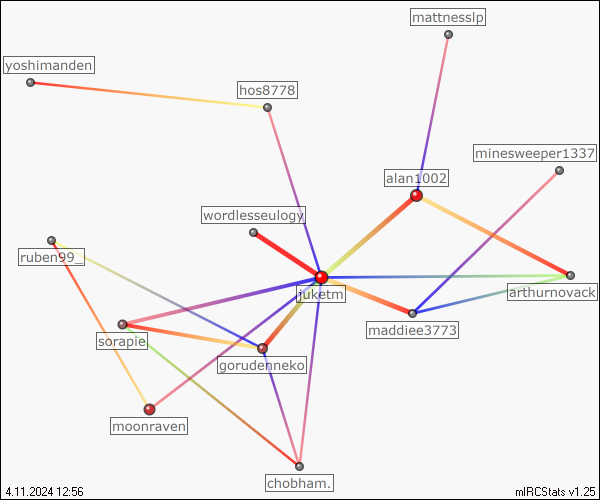 mattnesslp
yoshimanden
hos8778
minesweeper1337
alan1002
wordlesseulogy
ruben99_
juketm
arthurnovack
maddiee3773
sorapie
gorudenneko
moonraven
chobham.
4.11.2024 12:56
mIRCStats v1.25